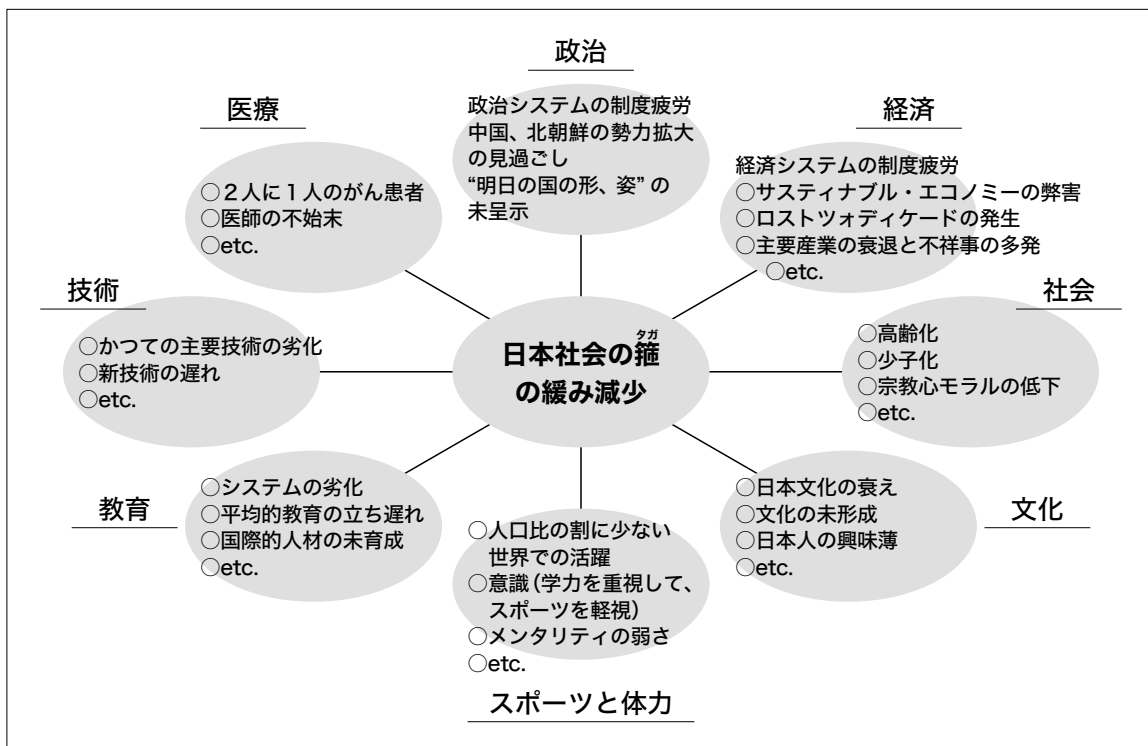 政治
政治システムの制度疲労
中国、北朝鮮の勢力拡大
の見過ごし
“明日の国の形、姿”の
未呈示
医療
○２人に１人のがん患者
○医師の不始末
○etc.
経済
経済システムの制度疲労
○サスティナブル・エコノミーの弊害
○ロストツォディケードの発生
○主要産業の衰退と不祥事の多発
○etc.
技術
○かつての主要技術の劣化
○新技術の遅れ
○etc.
タガ
日本社会の箍
の緩み減少
社会
○高齢化
○少子化
○宗教心モラルの低下
○etc.
教育
○システムの劣化
○平均的教育の立ち遅れ
○国際的人材の未育成
○etc.
○人口比の割に少ない
世界での活躍
○意識（学力を重視して、
スポーツを軽視）
○メンタリティの弱さ
○etc.
スポーツと体力
文化
○日本文化の衰え
○文化の未形成
○日本人の興味薄
○etc.